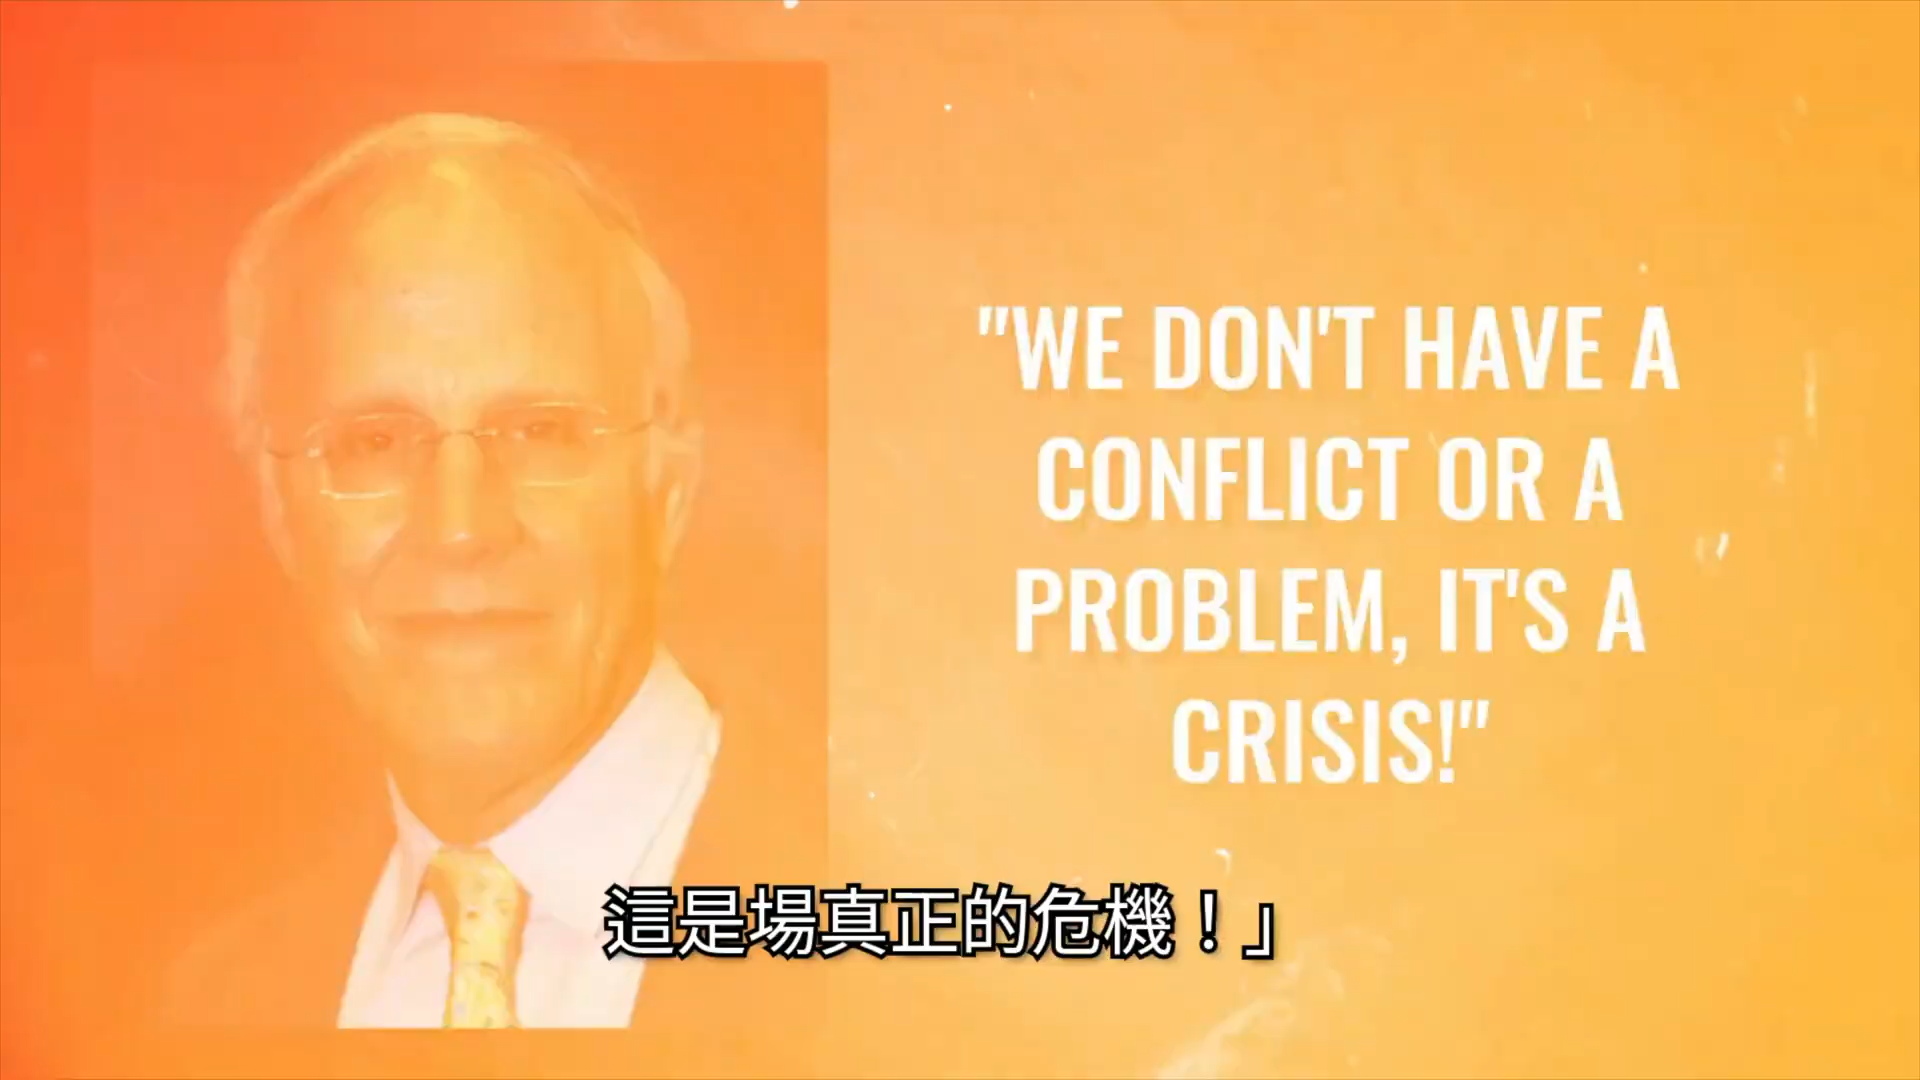 "WE DON'T HAVE A
CONFLICT OR A
PROBLEM, IT'S A
CRISIS!"
這是場真正的危機！」